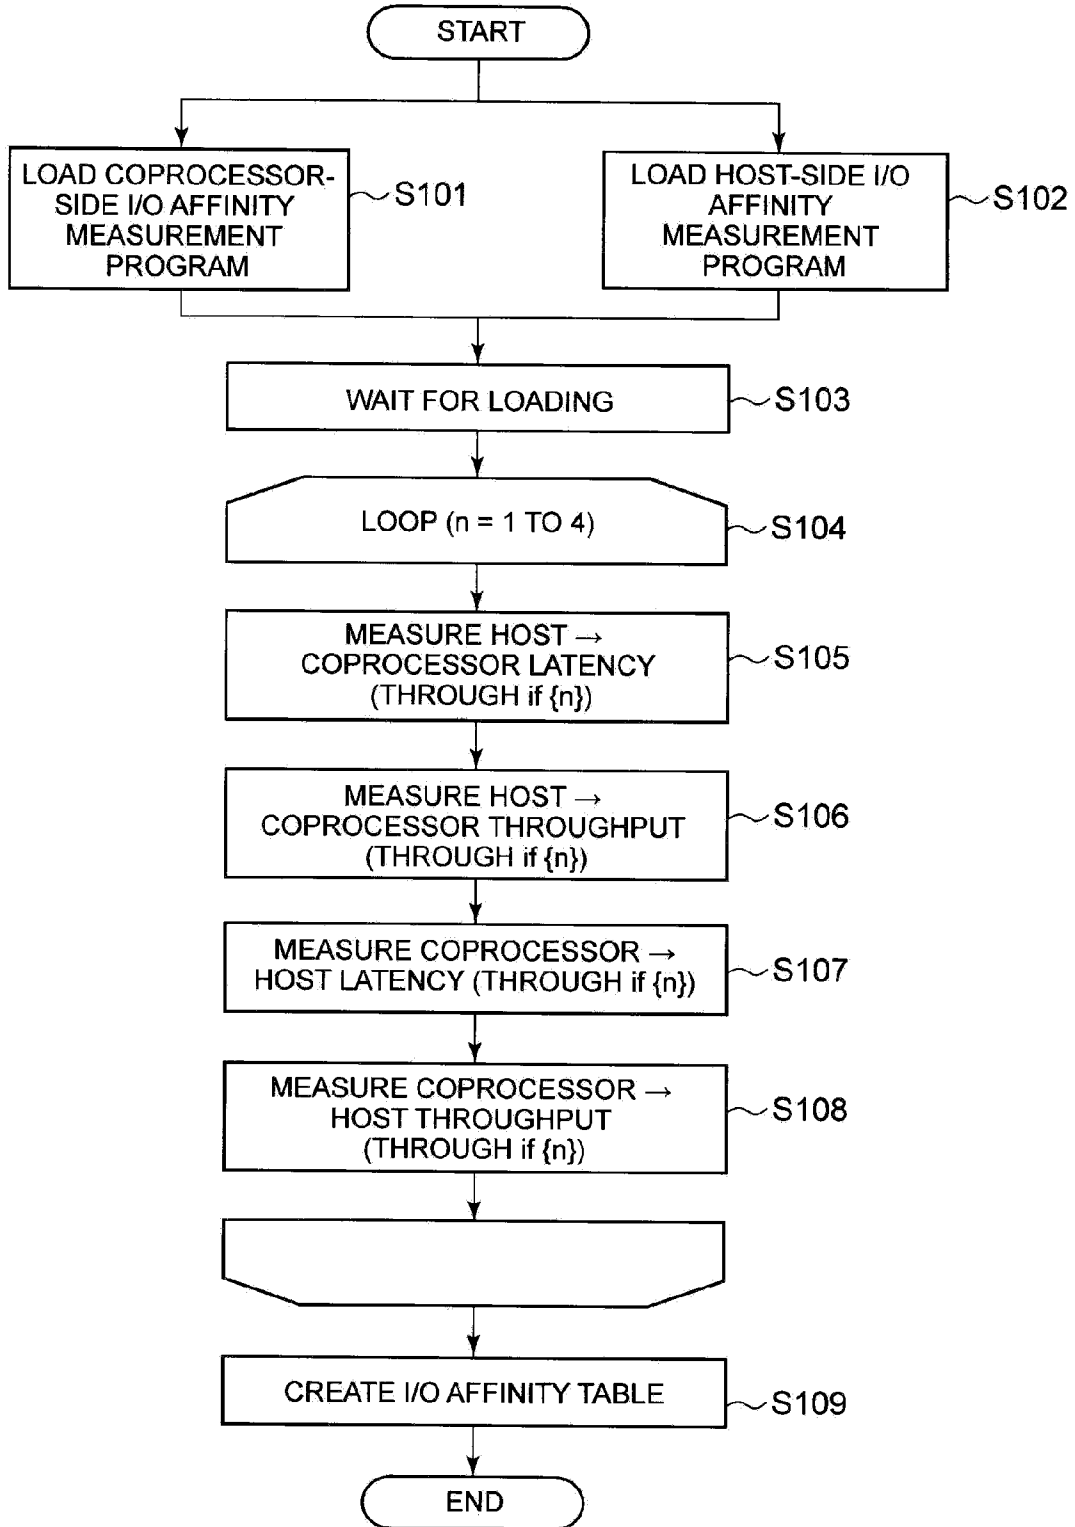 START
LOAD COPROCESSOR-
SIDE I/O AFFINITY
MEASUREMENT
PROGRAM
S101
LOAD HOST-SIDE I/O
AFFINITY
MEASUREMENT
PROGRAM
S102
WAIT FOR LOADING
S103
LOOP (n = 1 TO 4)
S104
MEASURE HOST →
COPROCESSOR LATENCY
(THROUGH if {n})
S105
MEASURE HOST →
COPROCESSOR THROUGHPUT
(THROUGH if {n})
S106
MEASURE COPROCESSOR →
HOST LATENCY (THROUGH if {n})
S107
MEASURE COPROCESSOR →
HOST THROUGHPUT
(THROUGH if {n})
S108
CREATE I/O AFFINITY TABLE
S109
END